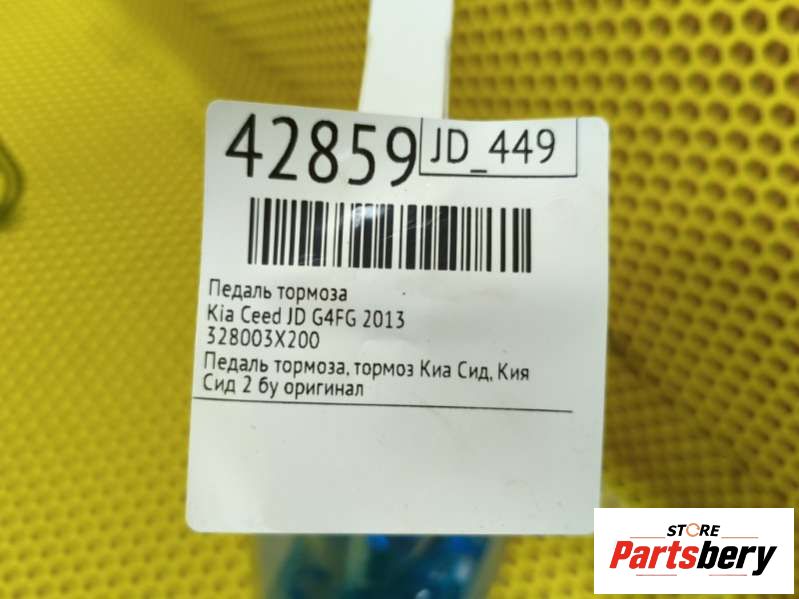 42859
JD_449
Педаль тормоза
Kia Ceed JD G4FG 2013
328003X200
Педаль тормоза, тормоз Киа Сид, Кия
Сид 2 бу оригинал
STORE
Partsbery